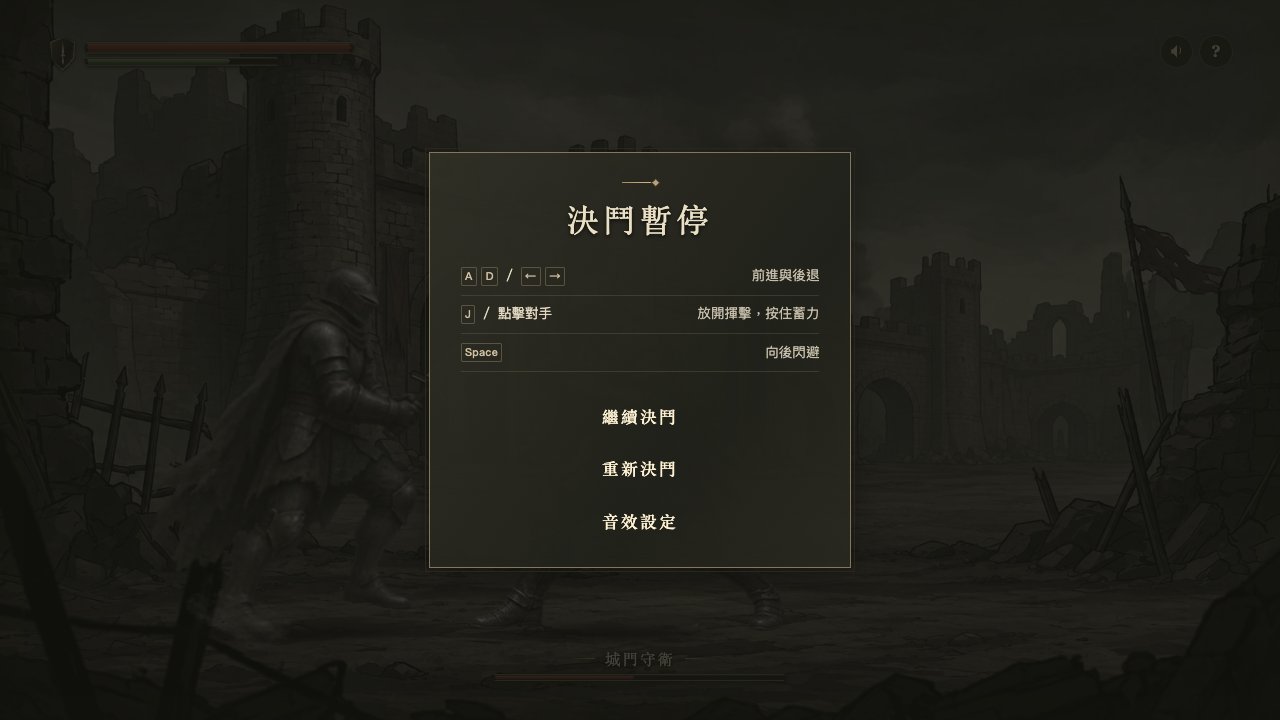 ?
決鬥暫停
A D / ← → 前進與後退
J / 點擊對手 放開揮擊，按住蓄力
Space 向後閃避
繼續決鬥
重新決鬥
音效設定
城門守衛